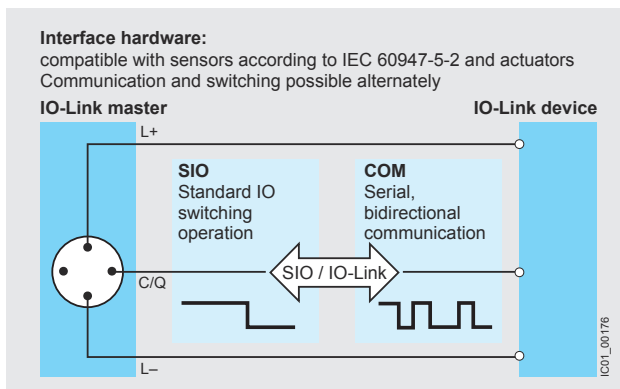 Interface hardware:
compatible with sensors according to IEC 60947-5-2 and actuators
Communication and switching possible alternately
IO-Link master
IO-Link device
L+
SIO
Standard IO
switching
operation
COM
Serial,
bidirectional
communication
C/Q
SIO / IO-Link
L–
IC01_00176